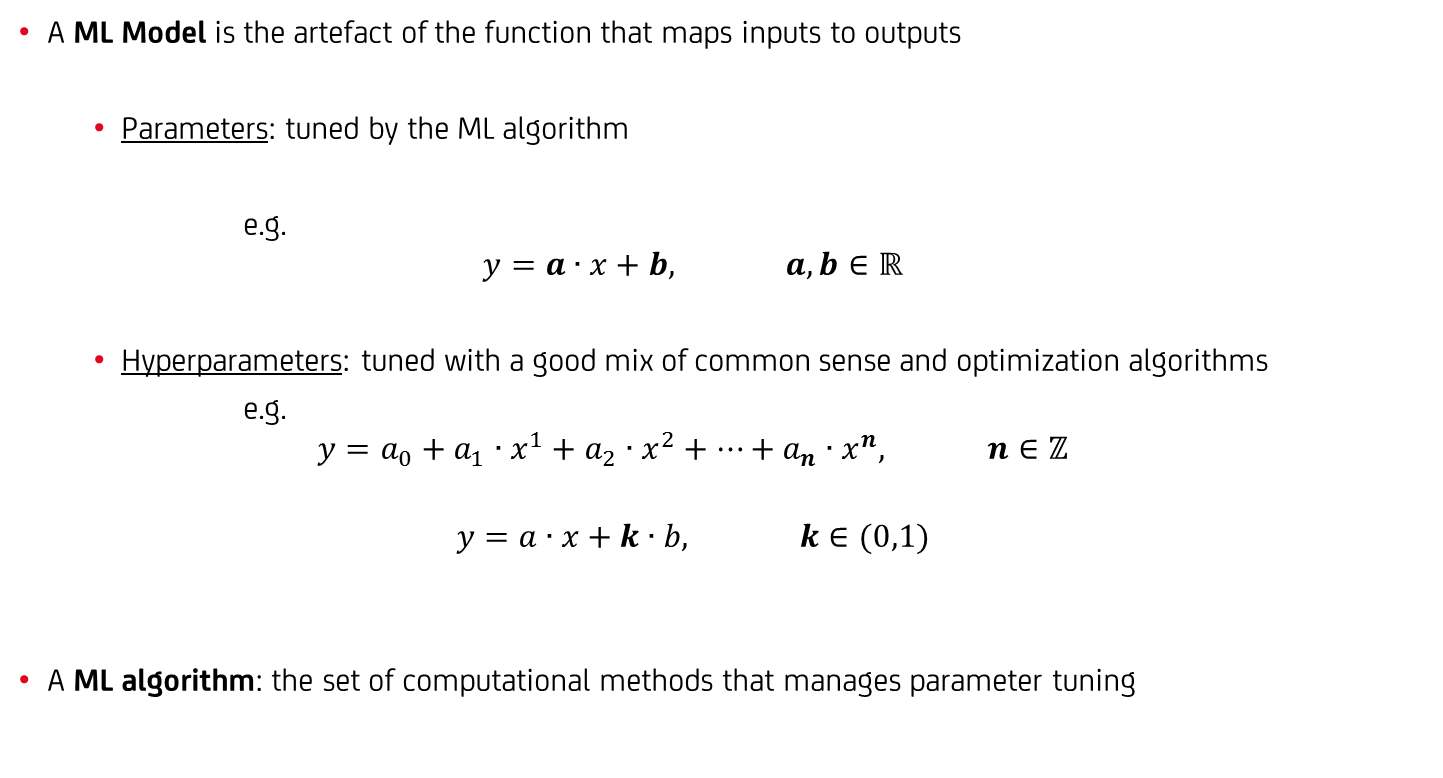 • A ML Model is the artefact of the function that maps inputs to outputs
• Parameters: tuned by the ML algorithm
e.g.
y = a · x + b, a, b ∈ ℝ
• Hyperparameters: tuned with a good mix of common sense and optimization algorithms
e.g.
y = a₀ + a₁ · x¹ + a₂ · x² + ⋯ + aₙ · xⁿ, n ∈ ℤ
y = a · x + k · b, k ∈ (0,1)
• A ML algorithm: the set of computational methods that manages parameter tuning